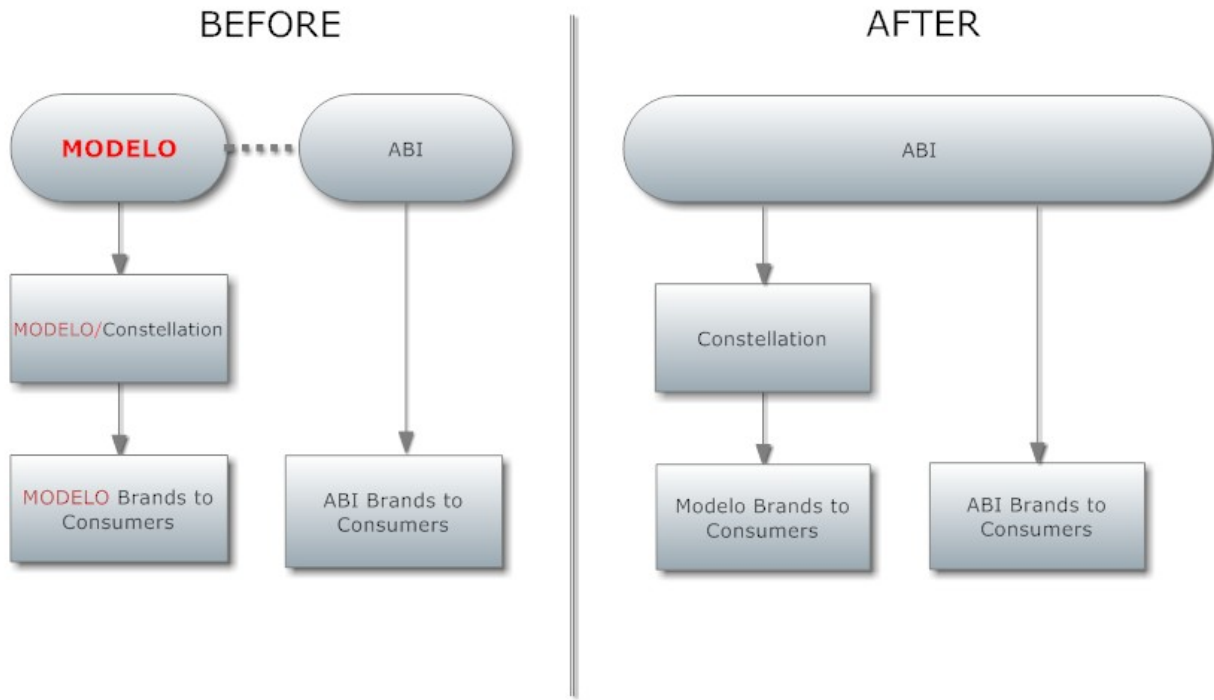 BEFORE
AFTER
MODELO
ABI
ABI
MODELO/Constellation
Constellation
MODELO Brands to
Consumers
ABI Brands to
Consumers
Modelo Brands to
Consumers
ABI Brands to
Consumers